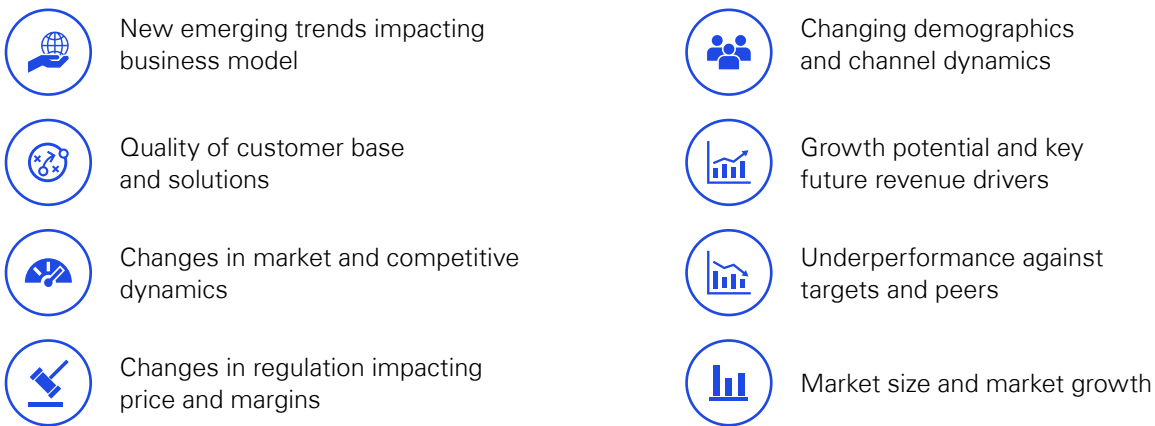 New emerging trends impacting
business model
Quality of customer base
and solutions
Changes in market and competitive
dynamics
Changes in regulation impacting
price and margins
Changing demographics
and channel dynamics
Growth potential and key
future revenue drivers
Underperformance against
targets and peers
Market size and market growth